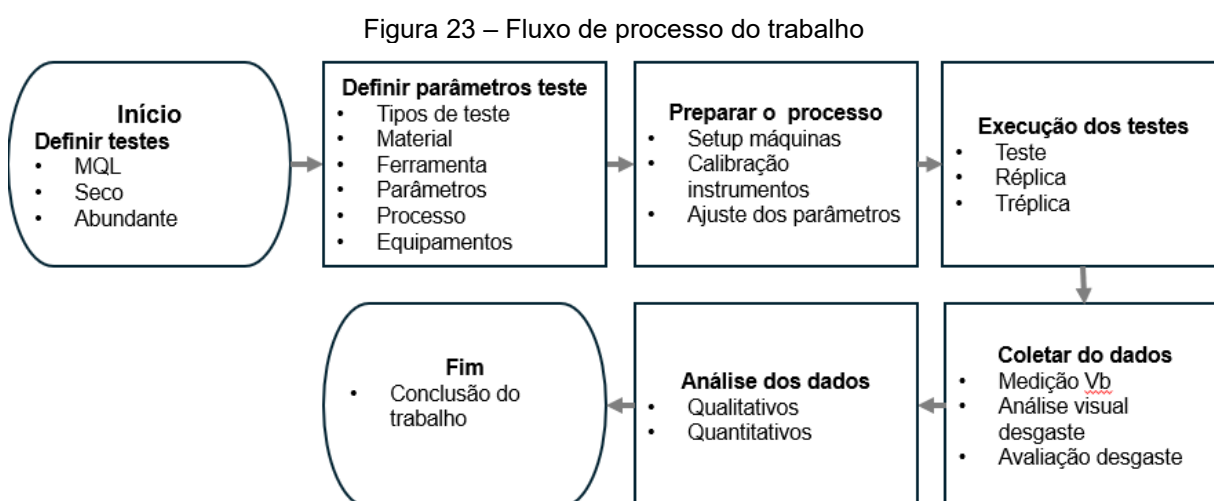 Figura 23 – Fluxo de processo do trabalho
Início
Definir testes
• MQL
• Seco
• Abundante
Definir parâmetros teste
• Tipos de teste
• Material
• Ferramenta
• Parâmetros
• Processo
• Equipamentos
Preparar o processo
• Setup máquinas
• Calibração
instrumentos
• Ajuste dos parâmetros
Execução dos testes
• Teste
• Réplica
• Tréplica
Coletar do dados
• Medição Vb
• Análise visual
desgaste
• Avaliação desgaste
Análise dos dados
• Qualitativos
• Quantitativos
Fim
• Conclusão do
trabalho